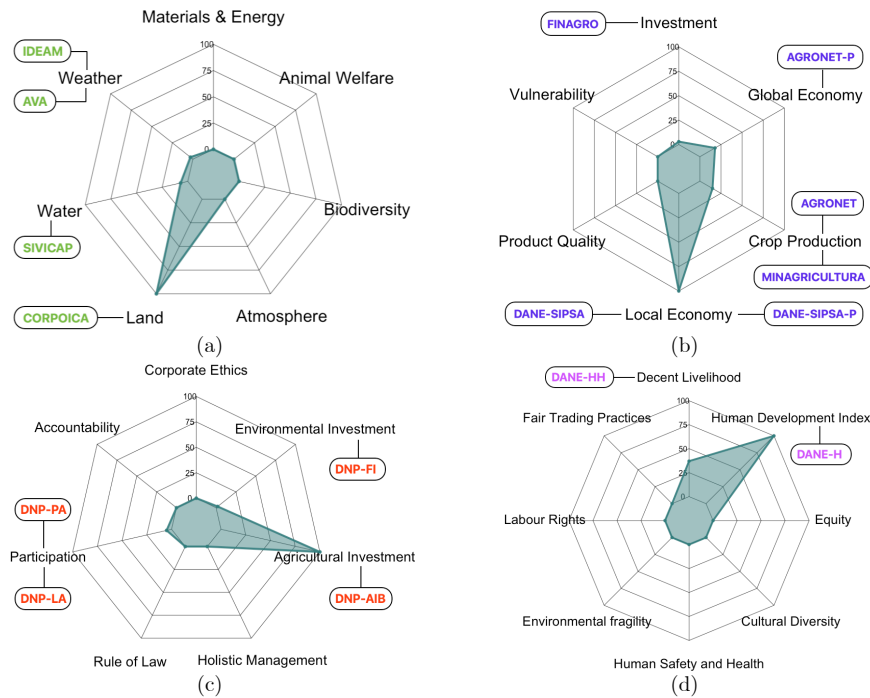 Materials & Energy
100
75
50
25
0
IDEAM
Weather
AVA
Animal Welfare
Water
SIVICAP
Biodiversity
CORPOICA
Land
Atmosphere
(a)
FINAGRO
Investment
100
75
50
25
0
AGRONET-P
Vulnerability
Global Economy
AGRONET
Product Quality
Crop Production
MINAGRICULTURA
DANE-SIPSA
Local Economy
DANE-SIPSA-P
(b)
Corporate Ethics
100
75
50
25
0
Accountability
Environmental Investment
DNP-FI
DNP-PA
Participation
Agricultural Investment
DNP-LA
DNP-AIB
Rule of Law
Holistic Management
(c)
DANE-HH
Decent Livelihood
100
75
50
25
0
Fair Trading Practices
Human Development Index
DANE-H
Labour Rights
Equity
Environmental fragility
Cultural Diversity
Human Safety and Health
(d)